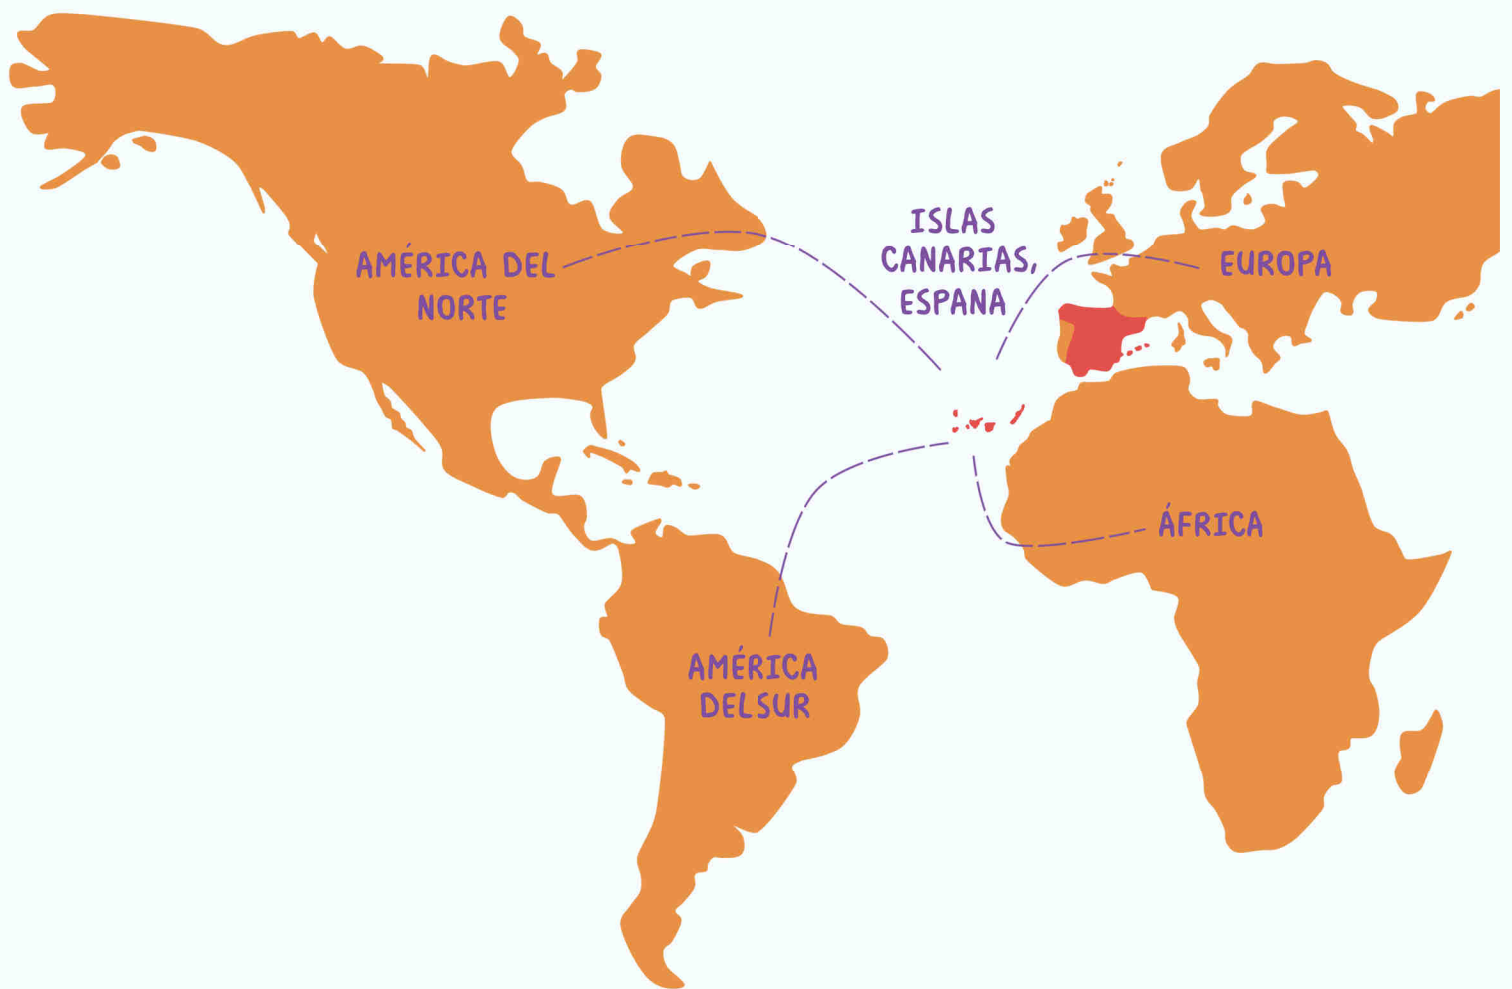 ISLAS
CANARIAS,
ESPANA
AMÉRICA DEL
NORTE
EUROPA
ÁFRICA
AMÉRICA
DELSUR